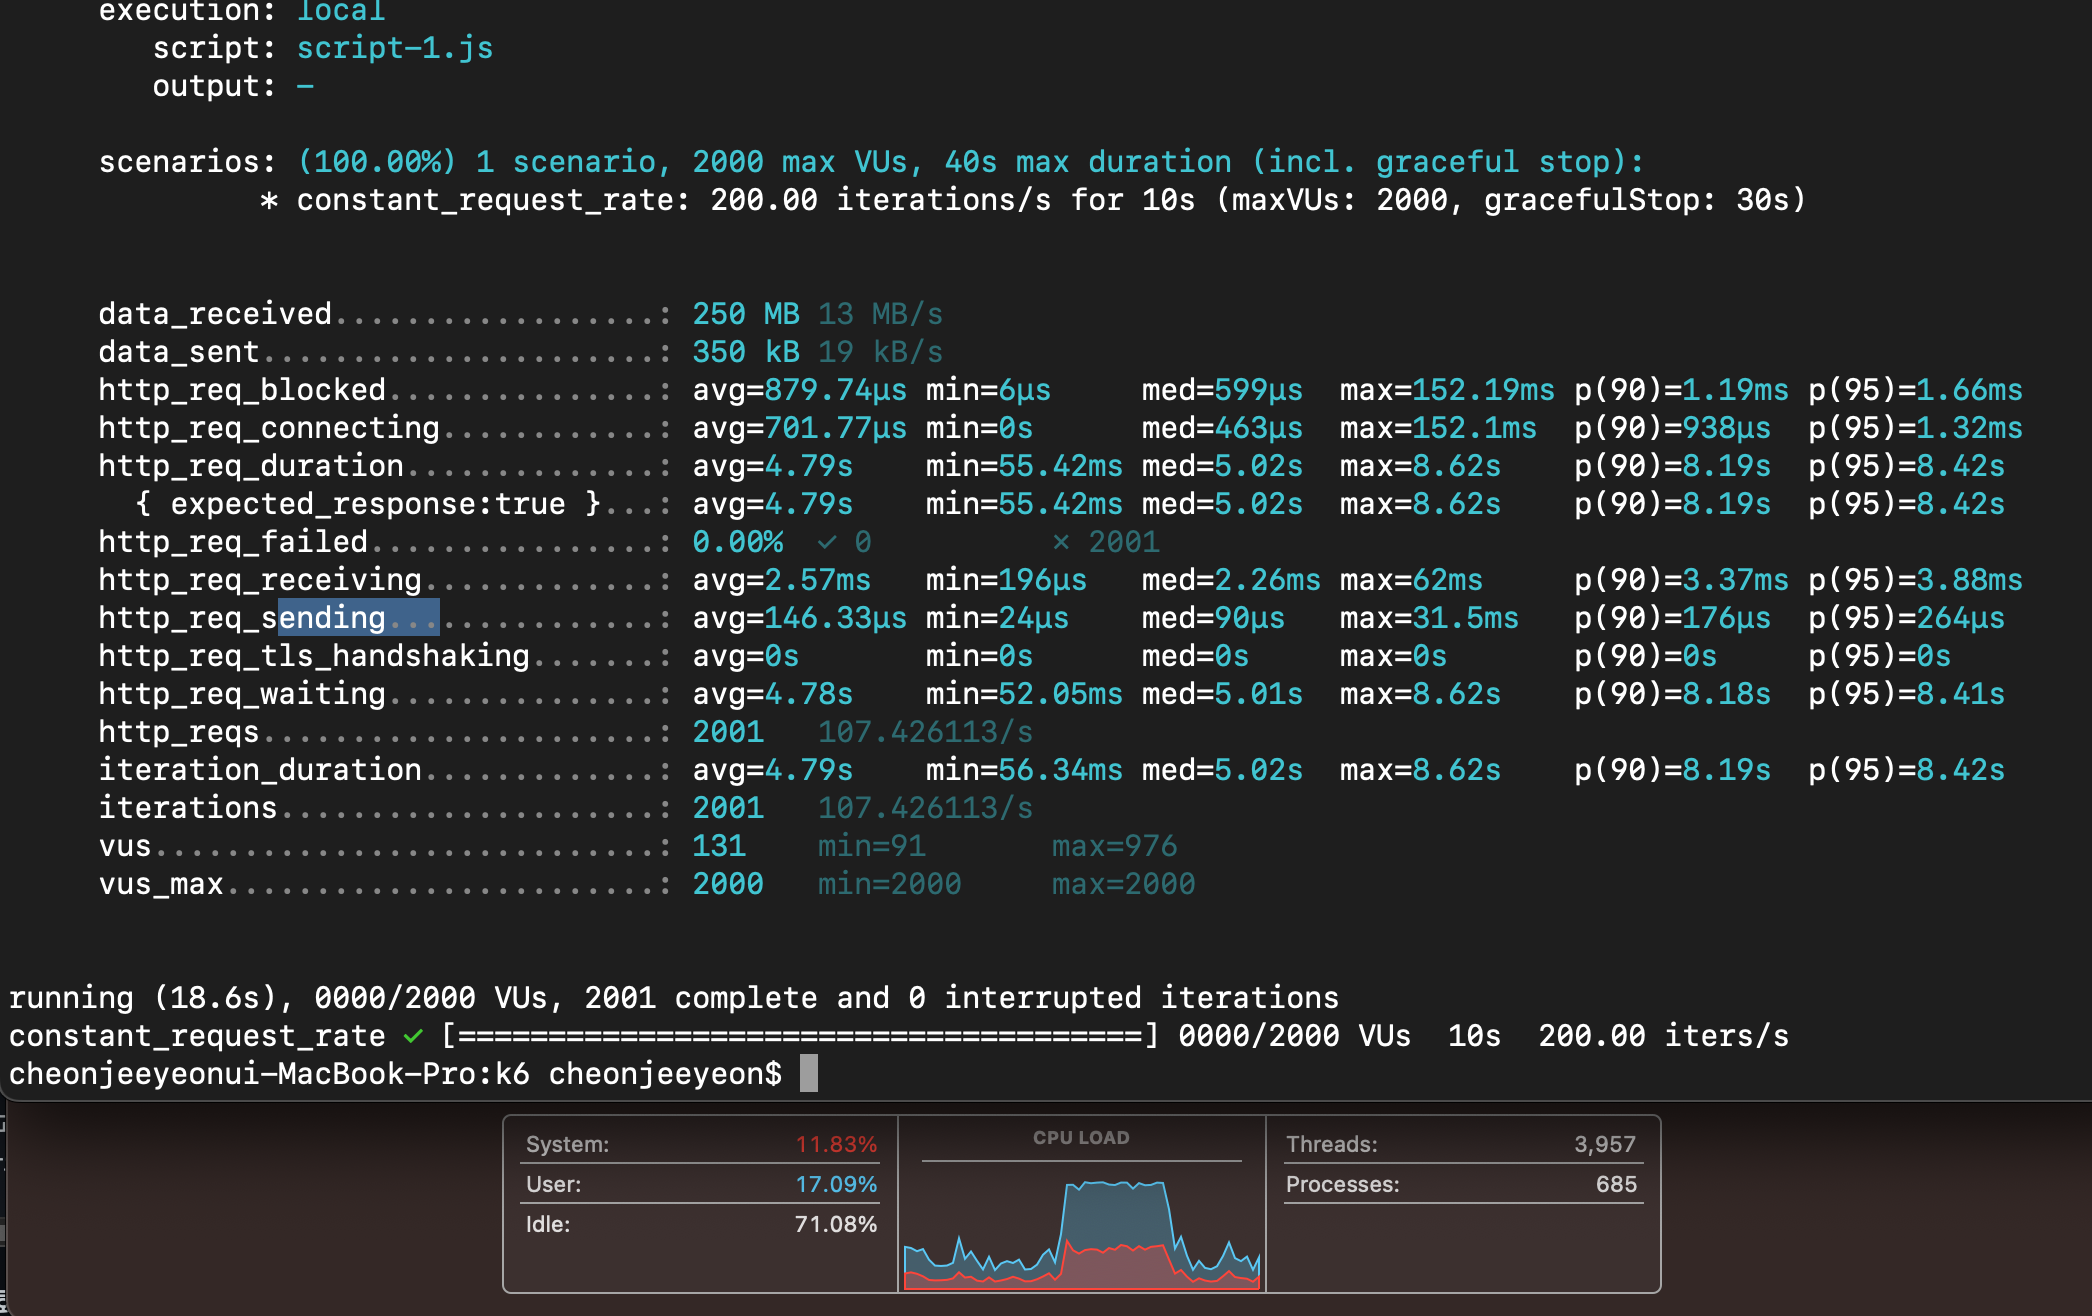 execution: local
script: script-1.js
output: -
scenarios: (100.00%) 1 scenario, 2000 max VUs, 40s max duration (incl. graceful stop):
* constant_request_rate: 200.00 iterations/s for 10s (maxVUs: 2000, gracefulStop: 30s)
data_received..................: 250 MB 13 MB/s
data_sent......................: 350 kB 19 kB/s
http_req_blocked...............: avg=879.74µs min=6µs med=599µs max=152.19ms p(90)=1.19ms p(95)=1.66ms
http_req_connecting............: avg=701.77µs min=0s med=463µs max=152.1ms p(90)=938µs p(95)=1.32ms
http_req_duration..............: avg=4.79s min=55.42ms med=5.02s max=8.62s p(90)=8.19s p(95)=8.42s
{ expected_response:true }...: avg=4.79s min=55.42ms med=5.02s max=8.62s p(90)=8.19s p(95)=8.42s
http_req_failed................: 0.00% ✓ 0 ✗ 2001
http_req_receiving.............: avg=2.57ms min=196µs med=2.26ms max=62ms p(90)=3.37ms p(95)=3.88ms
http_req_sending...............: avg=146.33µs min=24µs med=90µs max=31.5ms p(90)=176µs p(95)=264µs
http_req_tls_handshaking.......: avg=0s min=0s med=0s max=0s p(90)=0s p(95)=0s
http_req_waiting...............: avg=4.78s min=52.05ms med=5.01s max=8.62s p(90)=8.18s p(95)=8.41s
http_reqs......................: 2001 107.426113/s
iteration_duration.............: avg=4.79s min=56.34ms med=5.02s max=8.62s p(90)=8.19s p(95)=8.42s
iterations.....................: 2001 107.426113/s
vus............................: 131 min=91 max=976
vus_max........................: 2000 min=2000 max=2000
running (18.6s), 0000/2000 VUs, 2001 complete and 0 interrupted iterations
constant_request_rate ✓ [======================================] 0000/2000 VUs 10s 200.00 iters/s
cheonjeeyeonui-MacBook-Pro:k6 cheonjeeyeon$
System: 11.83%
User: 17.09%
Idle: 71.08%
CPU LOAD
Threads: 3,957
Processes: 685